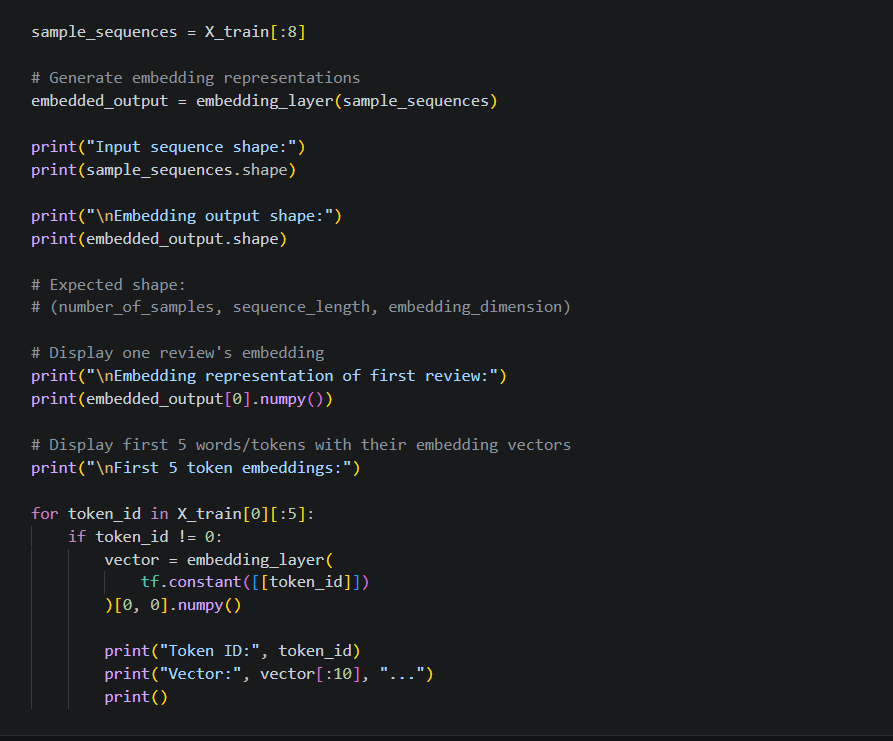 sample_sequences = X_train[:8]
# Generate embedding representations
embedded_output = embedding_layer(sample_sequences)
print("Input sequence shape:")
print(sample_sequences.shape)
print("\nEmbedding output shape:")
print(embedded_output.shape)
# Expected shape:
# (number_of_samples, sequence_length, embedding_dimension)
# Display one review's embedding
print("\nEmbedding representation of first review:")
print(embedded_output[0].numpy())
# Display first 5 words/tokens with their embedding vectors
print("\nFirst 5 token embeddings:")
for token_id in X_train[0][:5]:
    if token_id != 0:
        vector = embedding_layer(
            tf.constant([[token_id]])
        )[0, 0].numpy()
        print("Token ID:", token_id)
        print("Vector:", vector[:10], "...")
        print()